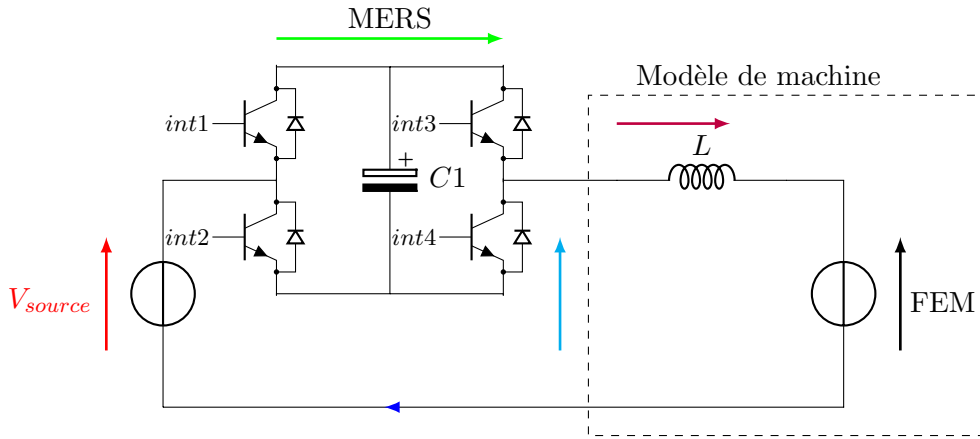 MERS
Modèle de machine
int1
int3
L
+
C1
int2
int4
V_source
FEM